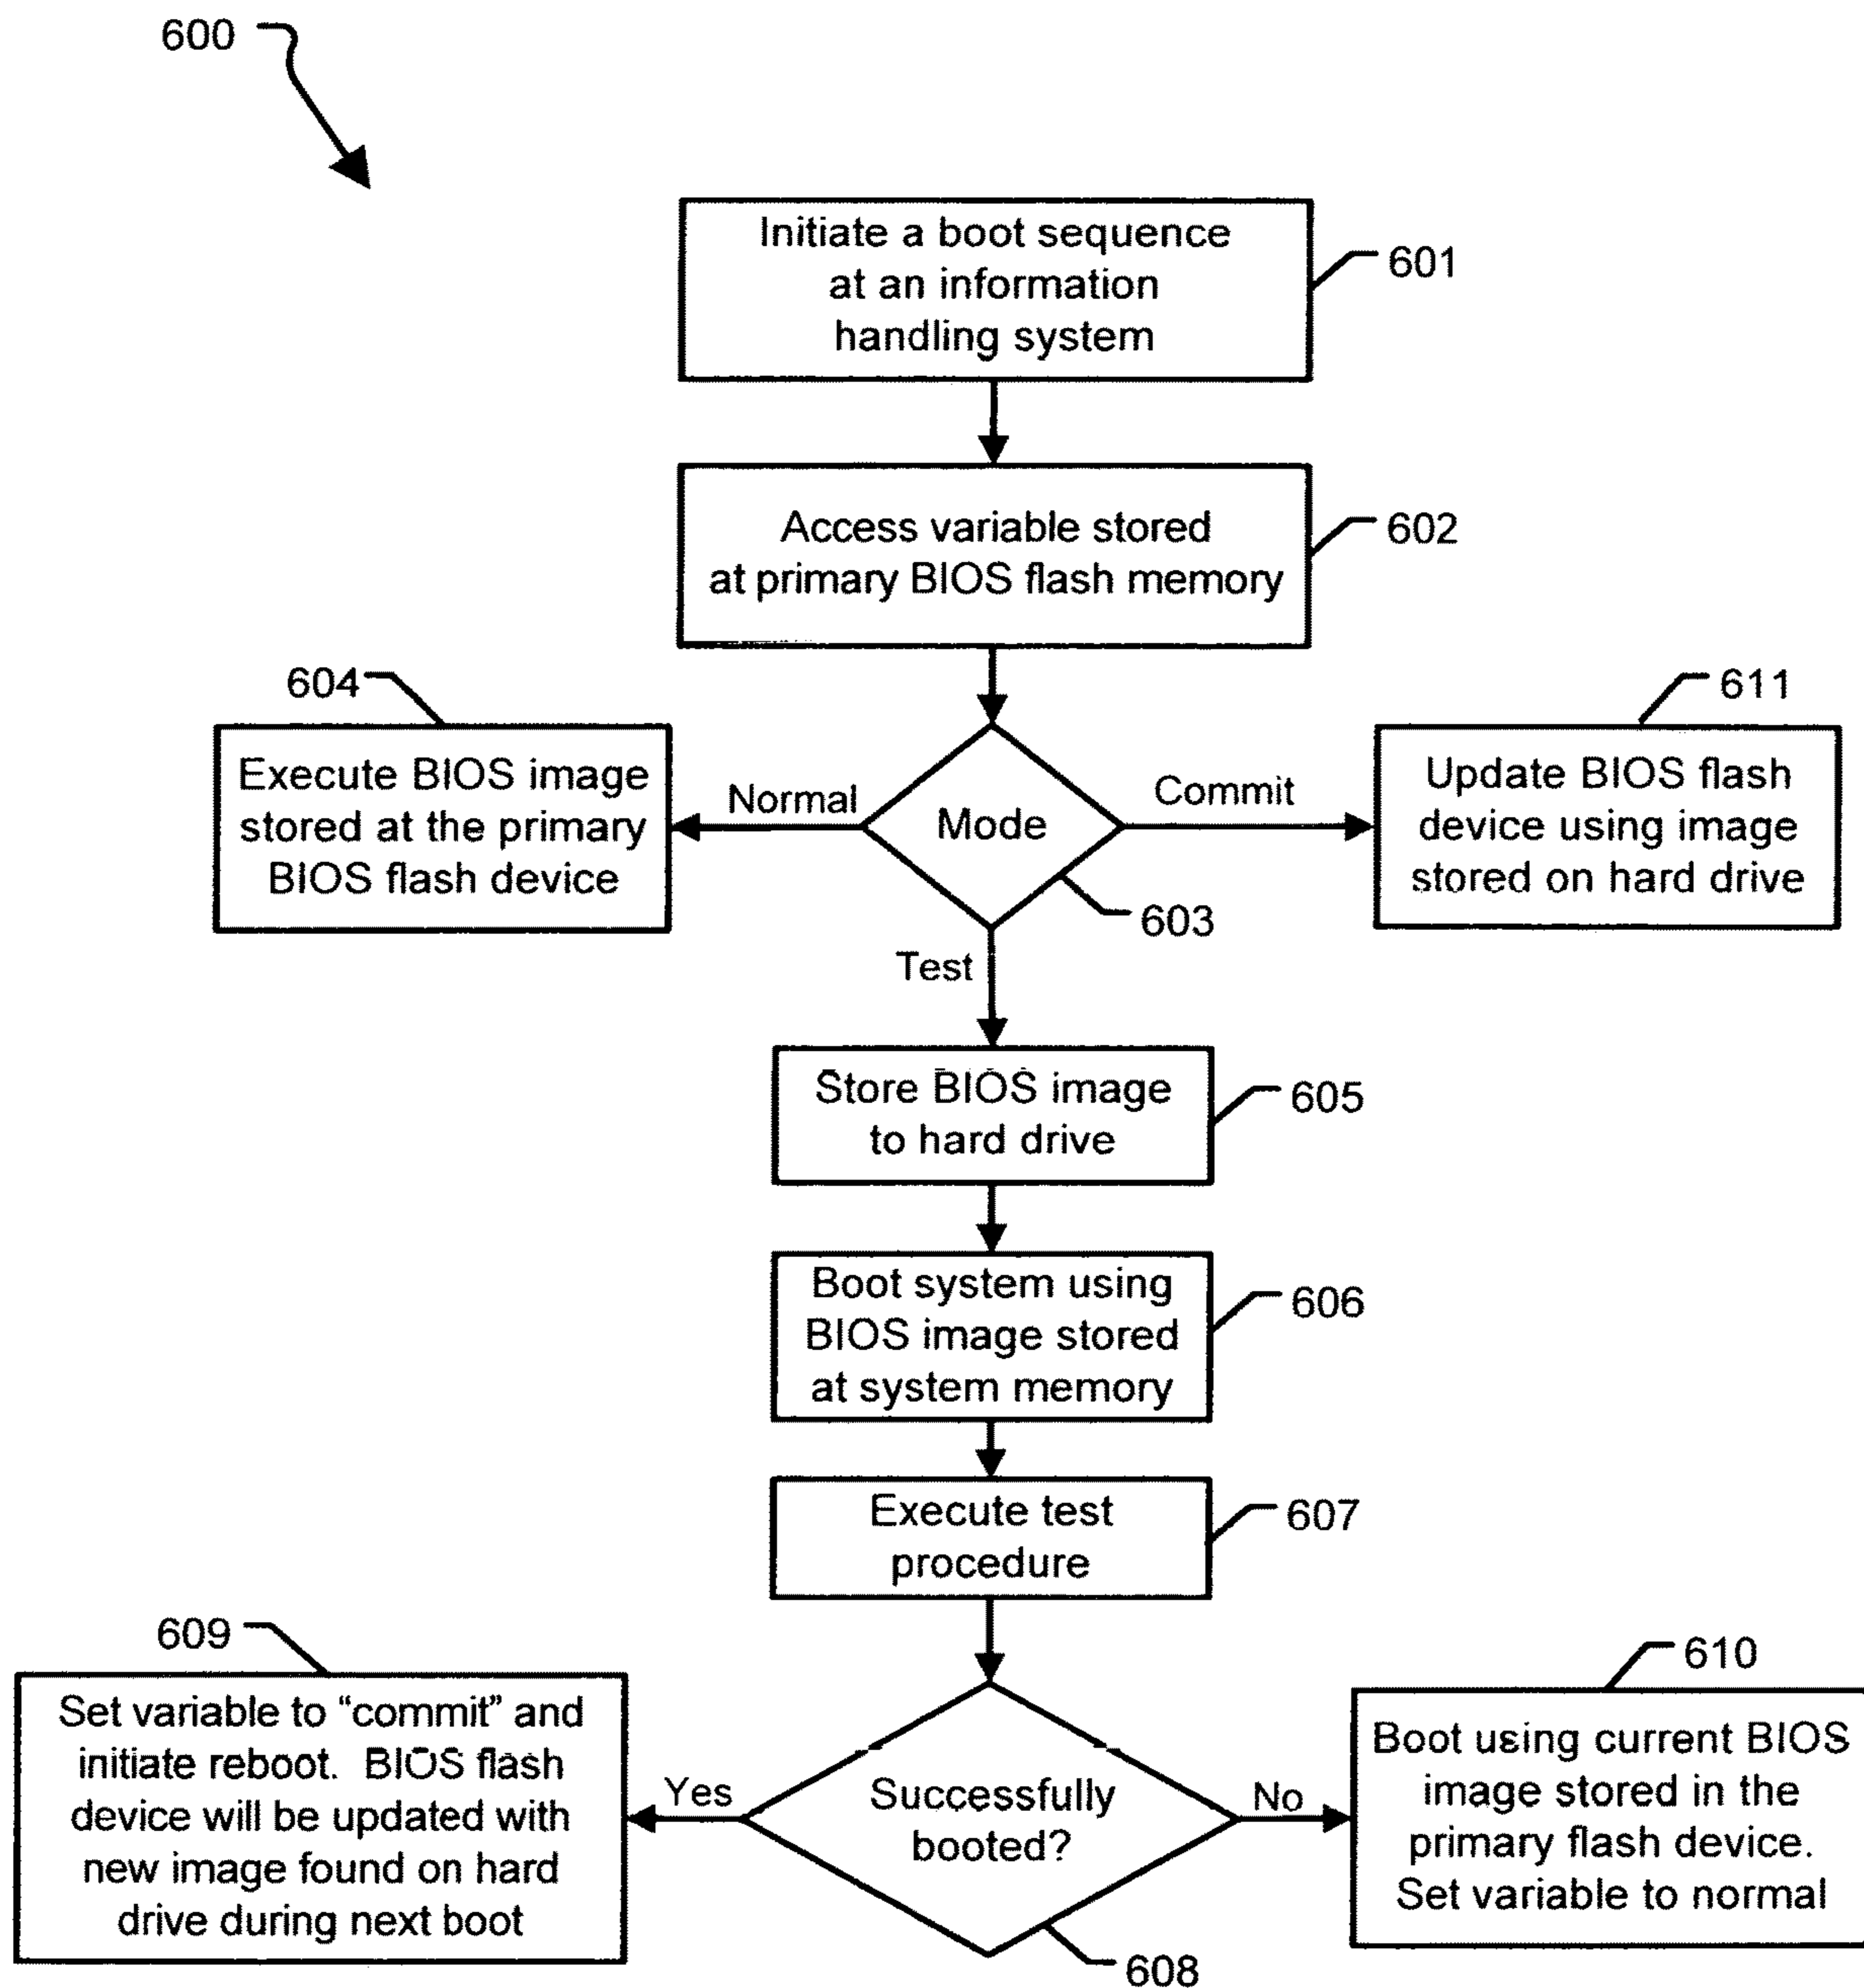 600
Initiate a boot sequence
at an information
handling system
601
Access variable stored
at primary BIOS flash memory
602
604
Execute BIOS image
stored at the primary
BIOS flash device
Normal
Mode
603
Commit
611
Update BIOS flash
device using image
stored on hard drive
Test
Store BIOS image
to hard drive
605
Boot system using
BIOS image stored
at system memory
606
Execute test
procedure
607
609
Set variable to “commit” and
initiate reboot. BIOS flash
device will be updated with
new image found on hard
drive during next boot
Yes
Successfully
booted?
608
No
610
Boot using current BIOS
image stored in the
primary flash device.
Set variable to normal